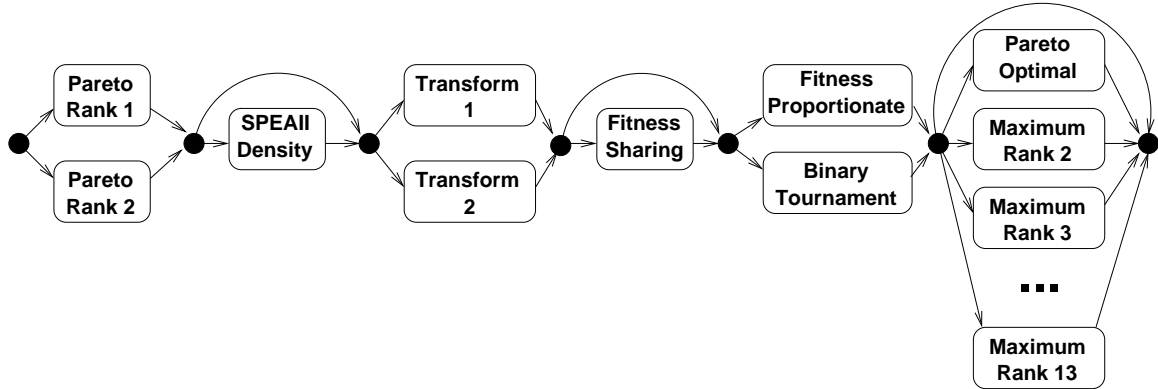 Pareto
Rank 1
Pareto
Rank 2
SPEAII
Density
Transform
1
Transform
2
Fitness
Sharing
Fitness
Proportionate
Binary
Tournament
Pareto
Optimal
Maximum
Rank 2
Maximum
Rank 3
...
Maximum
Rank 13